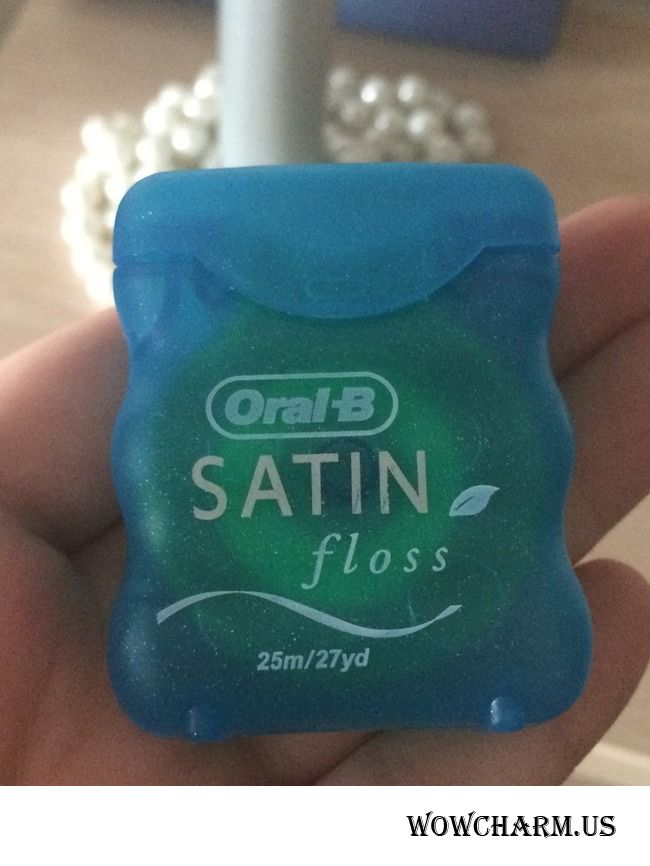 Oral-B
SATIN
floss
25m/27yd
WOWCHARM.US